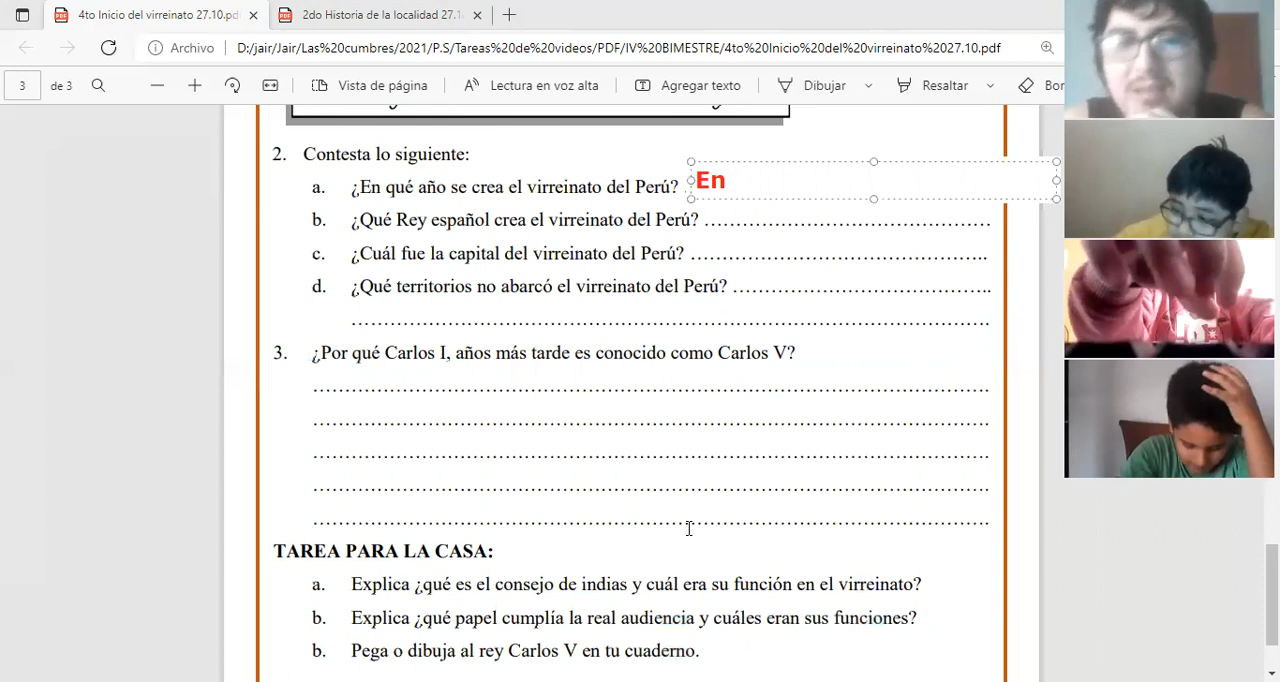 4to Inicio del virreinato 27.10.pdf
2do Historia de la localidad 27.1
Archivo D:/jair/Jair/Las%20cumbres/2021/P.S/Tareas%20de%20videos/PDF/IV%20BIMESTRE/4to%20Inicio%20del%20virreinato%2027.10.pdf
3 de 3 Vista de página Lectura en voz alta Agregar texto Dibujar Resaltar Bor
2. Contesta lo siguiente:
a. ¿En qué año se crea el virreinato del Perú? En
b. ¿Qué Rey español crea el virreinato del Perú? ……………………………………
c. ¿Cuál fue la capital del virreinato del Perú? ……………………………………..
d. ¿Qué territorios no abarcó el virreinato del Perú? …………………………………..
………………………………………………………………………………
3. ¿Por qué Carlos I, años más tarde es conocido como Carlos V?
……………………………………………………………………………………
……………………………………………………………………………………
……………………………………………………………………………………
……………………………………………………………………………………
……………………………………………………………………………………
TAREA PARA LA CASA:
a. Explica ¿qué es el consejo de indias y cuál era su función en el virreinato?
b. Explica ¿qué papel cumplía la real audiencia y cuáles eran sus funciones?
b. Pega o dibuja al rey Carlos V en tu cuaderno.